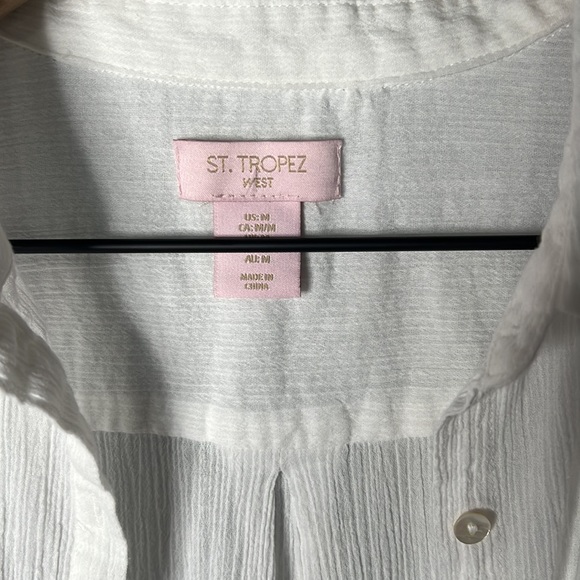 ST. TROPEZ
WEST
US: M
CA: M/M
AU: M
MADE IN
CHINA